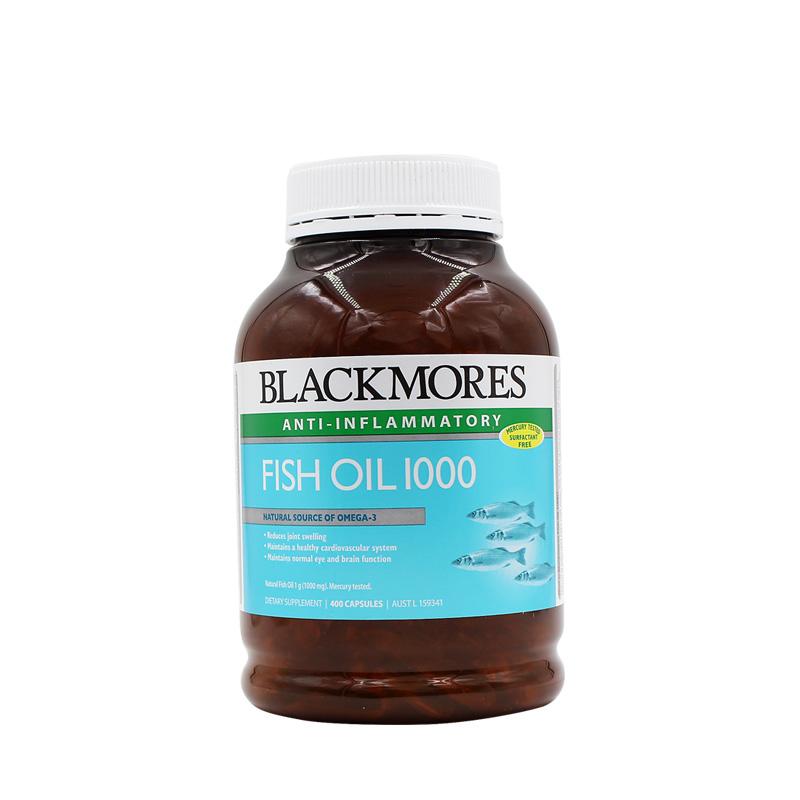 BLACKMORES
ANTI-INFLAMMATORY
MERCURY TESTED
SURFACTANT
FREE
FISH OIL 1000
NATURAL SOURCE OF OMEGA-3
• Reduces joint swelling
• Maintains a healthy cardiovascular system
• Maintains normal eye and brain function
Natural Fish Oil 1 g (1000 mg). Mercury tested.
DIETARY SUPPLEMENT | 400 CAPSULES | AUST L 159341